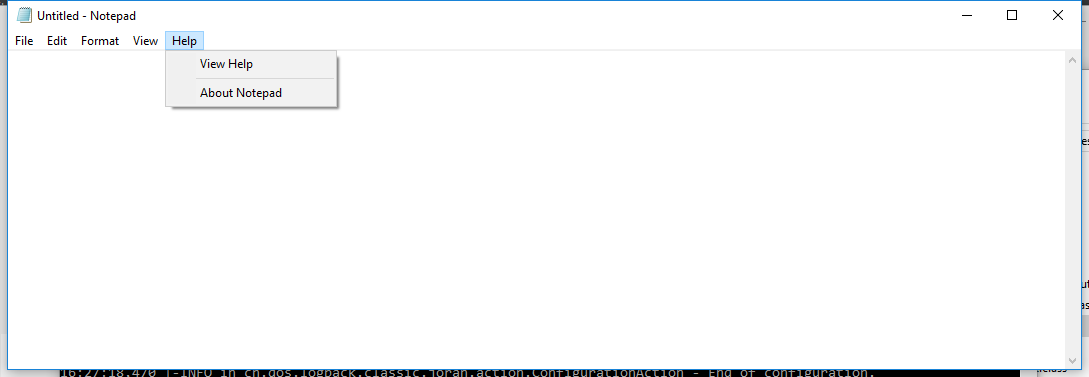 Untitled - Notepad
File Edit Format View Help
View Help
About Notepad
16:27:18.470 |-INFO in ch.qos.logback.classic.joran.action.ConfigurationAction - End of configuration.